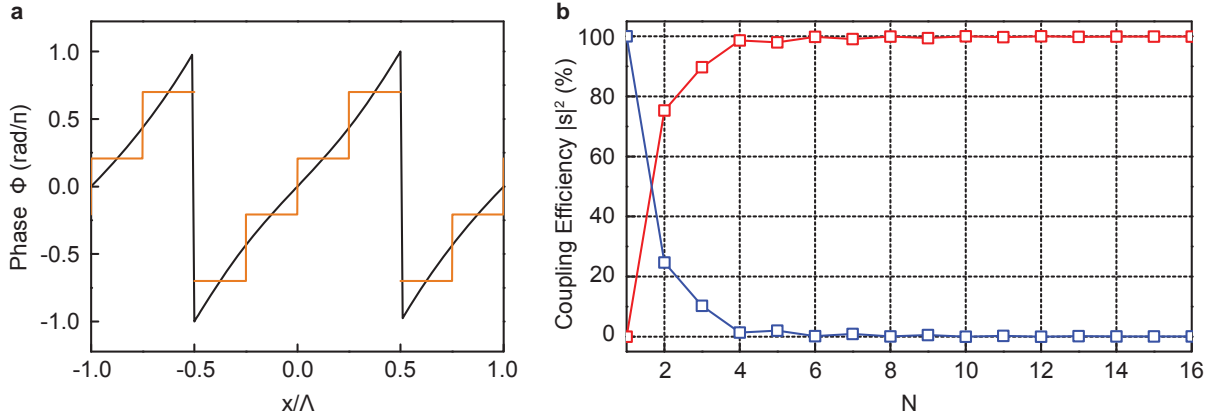 a
Phase Φ (rad/n)
1.0
0.5
0.0
-0.5
-1.0
-1.0 -0.5 0.0 0.5 1.0
x/Λ
b
Coupling Efficiency |s|² (%)
100
80
60
40
20
0
2 4 6 8 10 12 14 16
N